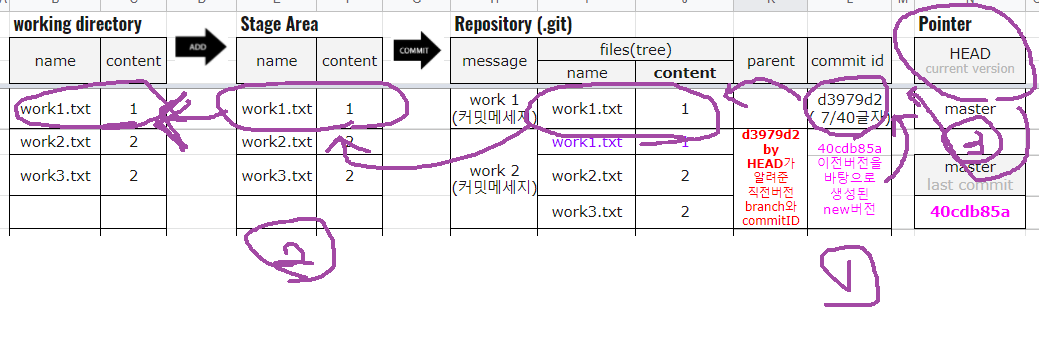 working directory
ADD
Stage Area
COMMIT
Repository (.git)
Pointer
name
content
name
content
message
files(tree)
name
content
parent
commit id
HEAD
current version
work1.txt
1
work1.txt
1
work 1
(커밋메세지)
work1.txt
1
d3979d2
( 7/40글자)
master
work2.txt
2
work2.txt
2
work3.txt
2
work3.txt
2
work 2
(커밋메세지)
work1.txt
1
work2.txt
2
work3.txt
2
d3979d2
by
HEAD가
알려준
직전버전
branch와
commitID
40cdb85a
이전버전을
바탕으로
생성된
new버전
master
last commit
40cdb85a
3
2
1